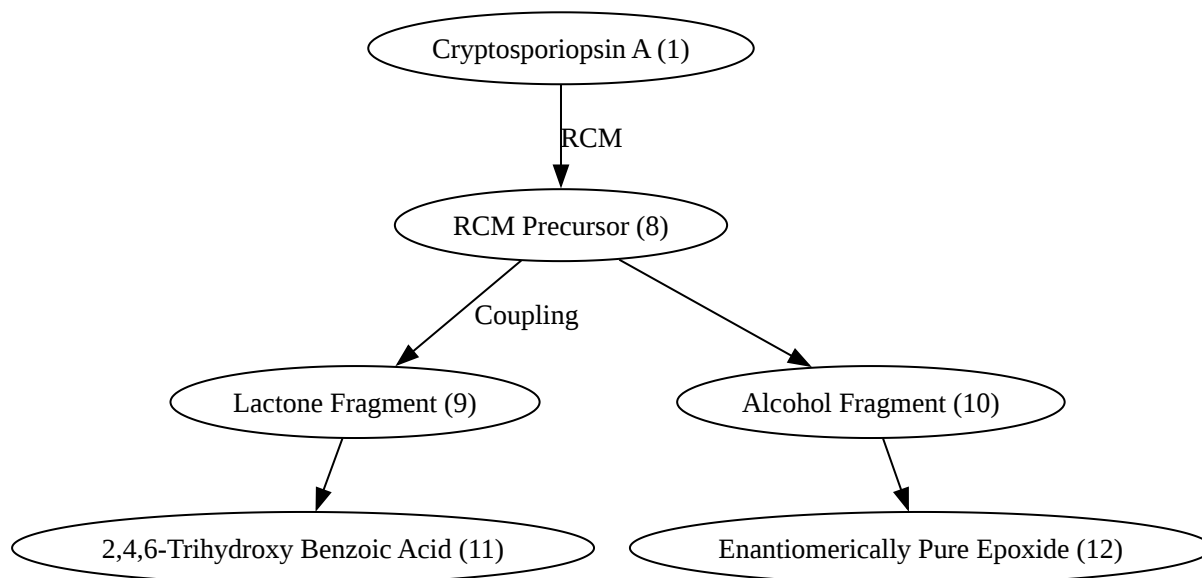 Cryptosporiopsin A (1)
RCM
RCM Precursor (8)
Coupling
Lactone Fragment (9)
Alcohol Fragment (10)
2,4,6-Trihydroxy Benzoic Acid (11)
Enantiomerically Pure Epoxide (12)